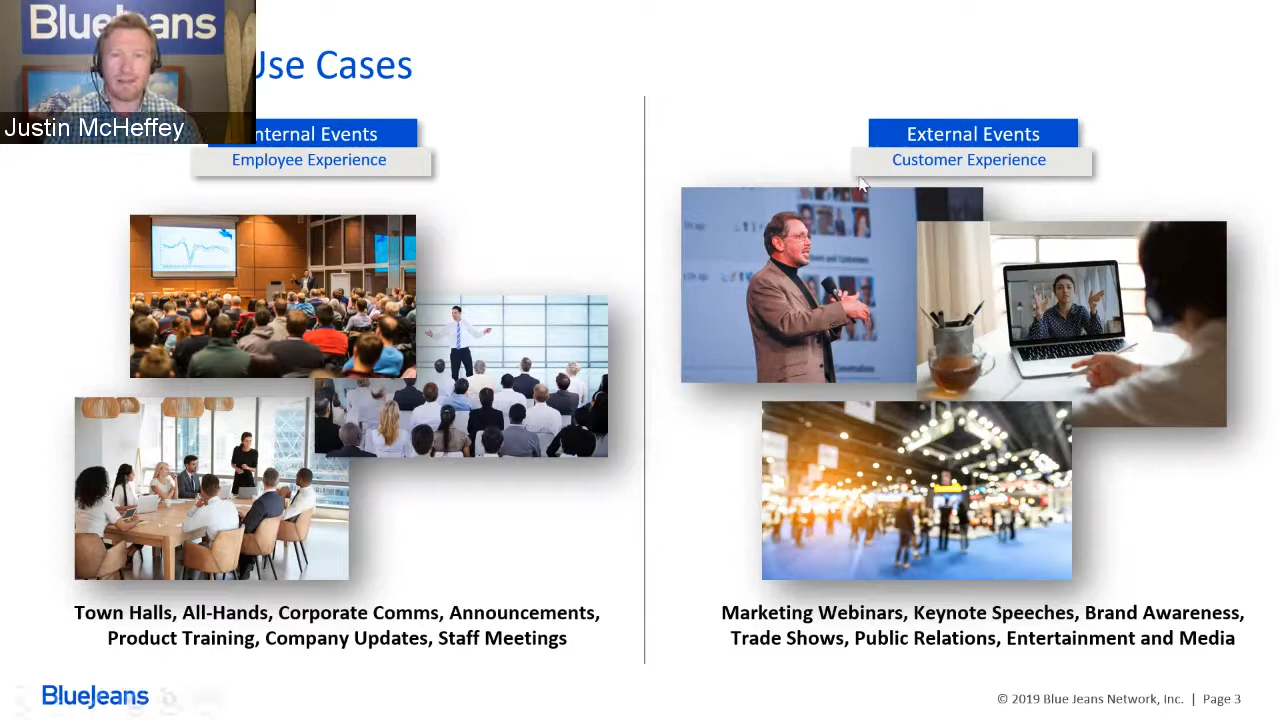 BlueJeans
Use Cases
Justin McHeffey
Internal Events
Employee Experience
External Events
Customer Experience
Town Halls, All-Hands, Corporate Comms, Announcements,
Product Training, Company Updates, Staff Meetings
Marketing Webinars, Keynote Speeches, Brand Awareness,
Trade Shows, Public Relations, Entertainment and Media
BlueJeans
© 2019 Blue Jeans Network, Inc. | Page 3